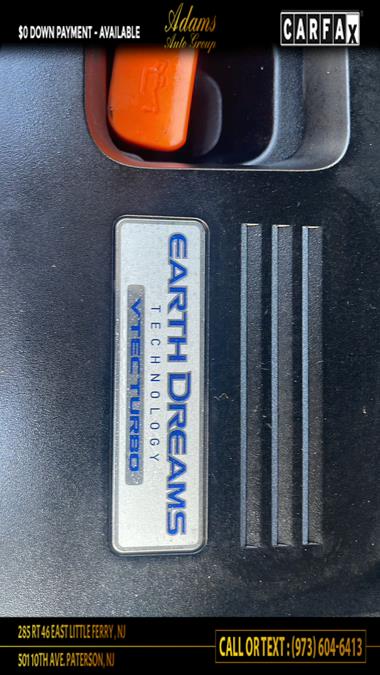 $0 DOWN PAYMENT - AVAILABLE
Adams
Auto Group
CARFAX
EARTH DREAMS
TECHNOLOGY
VTEC TURBO
285 RT 46 EAST LITTLE FERRY, NJ
501 10TH AVE. PATERSON, NJ
CALL OR TEXT : (973) 604-6413